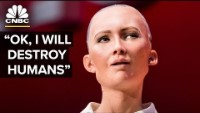 CNBC
“OK, I WILL
DESTROY
HUMANS”